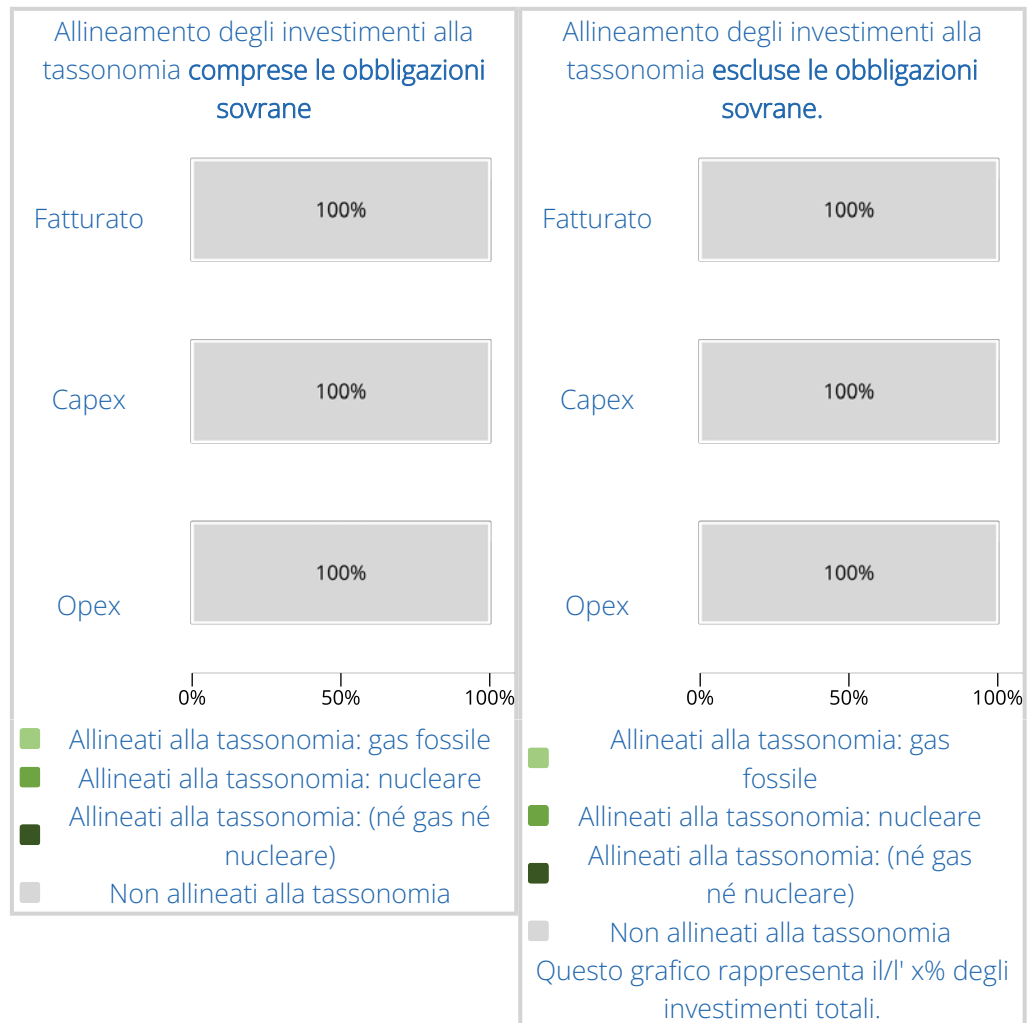 Allineamento degli investimenti alla
tassonomia comprese le obbligazioni
sovrane
Fatturato
100%
Capex
100%
Opex
100%
0% 50% 100%
Allineati alla tassonomia: gas fossile
Allineati alla tassonomia: nucleare
Allineati alla tassonomia: (né gas né
nucleare)
Non allineati alla tassonomia
Allineamento degli investimenti alla
tassonomia escluse le obbligazioni
sovrane.
Fatturato
100%
Capex
100%
Opex
100%
0% 50% 100%
Allineati alla tassonomia: gas
fossile
Allineati alla tassonomia: nucleare
Allineati alla tassonomia: (né gas
né nucleare)
Non allineati alla tassonomia
Questo grafico rappresenta il/l' x% degli
investimenti totali.